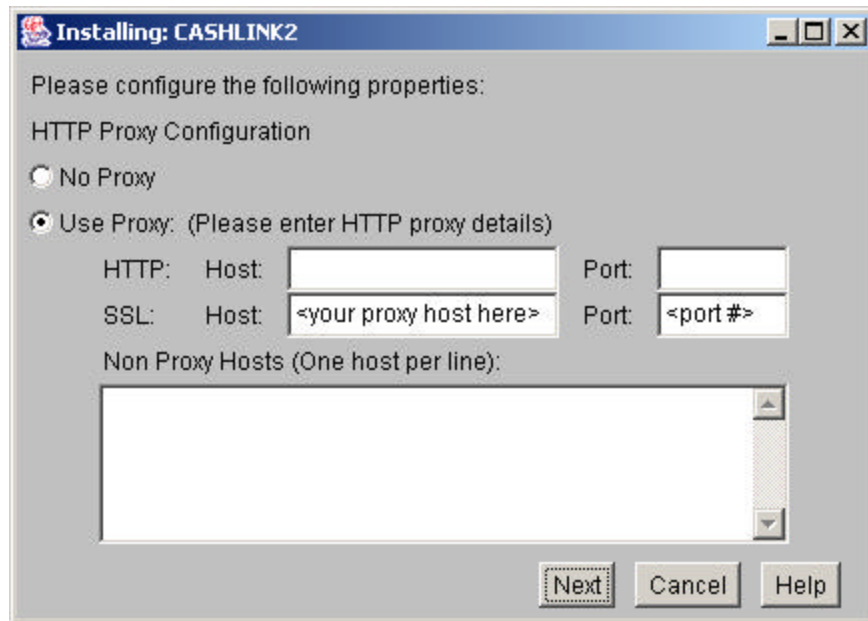 Installing: CASHLINK2
Please configure the following properties:
HTTP Proxy Configuration
No Proxy
Use Proxy: (Please enter HTTP proxy details)
HTTP: Host: Port:
SSL: Host: <your proxy host here> Port: <port #>
Non Proxy Hosts (One host per line):
Next Cancel Help